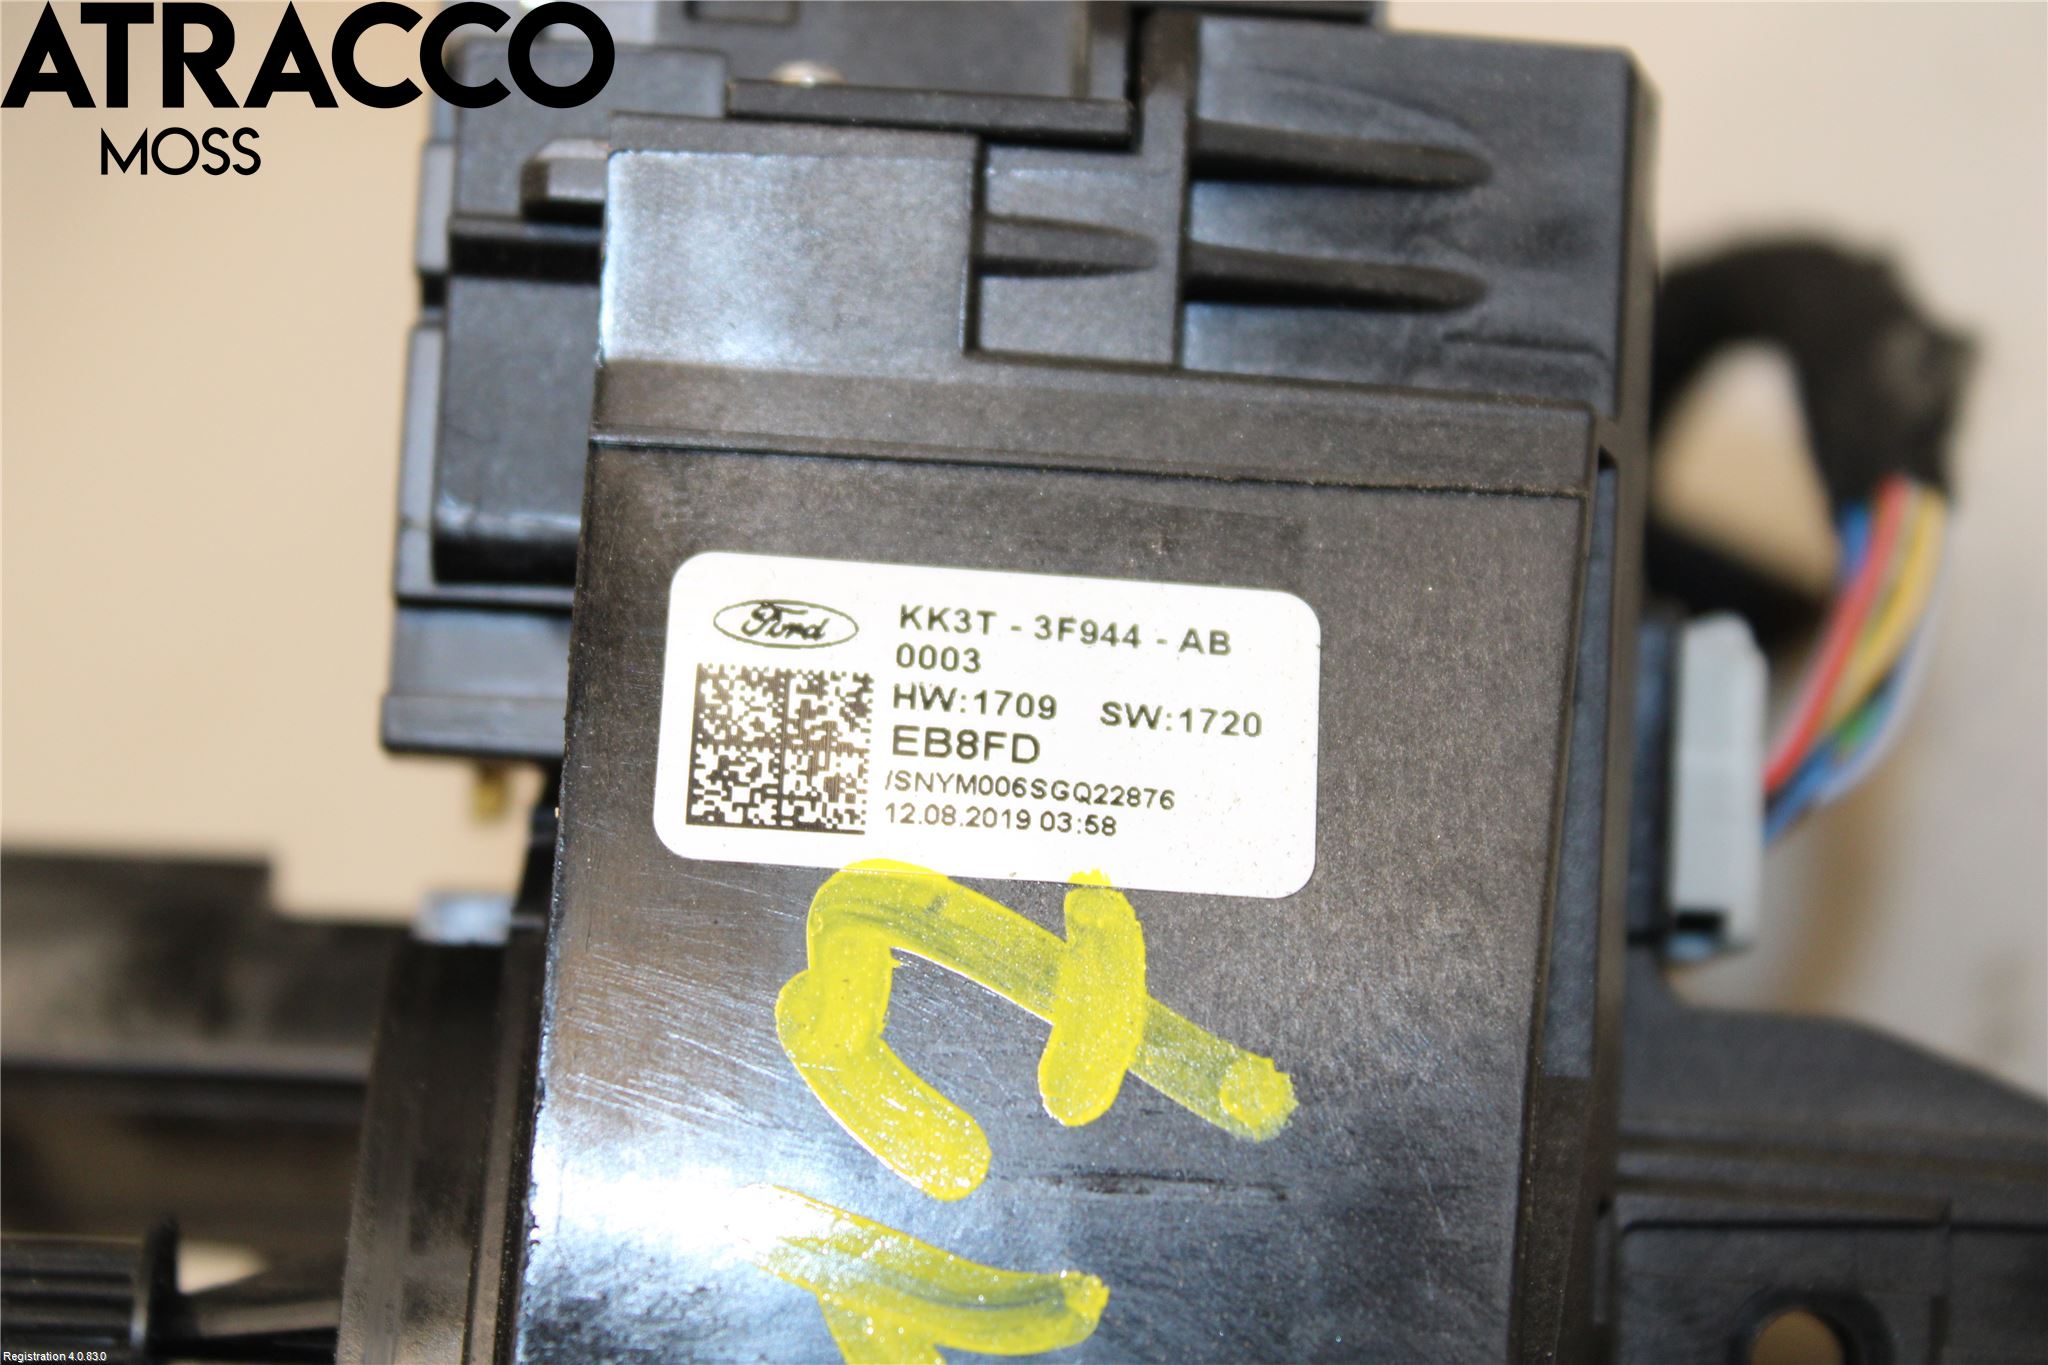 ATRACCO
MOSS
Ford
KK3T - 3F944 - AB
0003
HW:1709 SW:1720
EB8FD
/SNYM006SGQ22876
12.08.2019 03:58
Registration 4.0.83.0